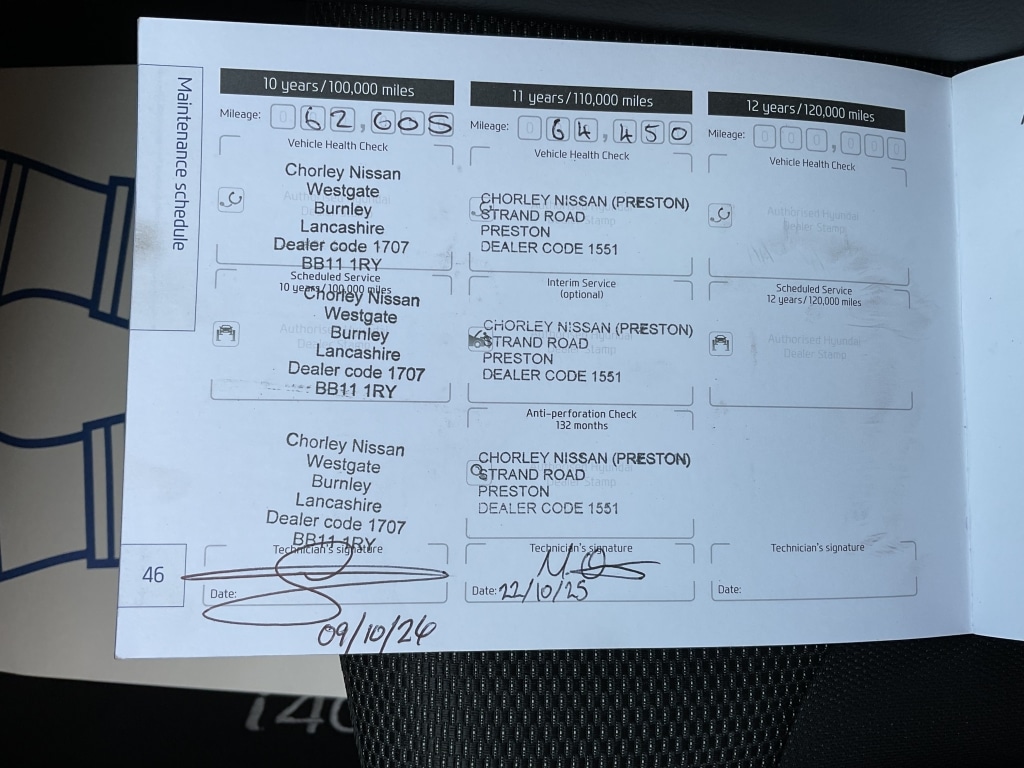 Maintenance schedule
10 years/100,000 miles
Mileage: 0 62,605
Vehicle Health Check
Chorley Nissan
Westgate
Burnley
Lancashire
Dealer code 1707
BB11 1RY
Scheduled Service
10 years/100,000 miles
Chorley Nissan
Westgate
Burnley
Lancashire
Dealer code 1707
BB11 1RY
Chorley Nissan
Westgate
Burnley
Lancashire
Dealer code 1707
BB11 1RY
Technician's signature
Date:
09/10/24
11 years/110,000 miles
Mileage: 0 64,450
Vehicle Health Check
CHORLEY NISSAN (PRESTON)
STRAND ROAD
PRESTON
DEALER CODE 1551
Interim Service
(optional)
CHORLEY NISSAN (PRESTON)
STRAND ROAD
PRESTON
DEALER CODE 1551
Anti-perforation Check
132 months
CHORLEY NISSAN (PRESTON)
STRAND ROAD
PRESTON
DEALER CODE 1551
Technician's signature
Date: 22/10/25
12 years/120,000 miles
Mileage: 000,000
Vehicle Health Check
Authorised Hyundai
Dealer Stamp
Scheduled Service
12 years/120,000 miles
Authorised Hyundai
Dealer Stamp
Technician's signature
Date:
46
i40